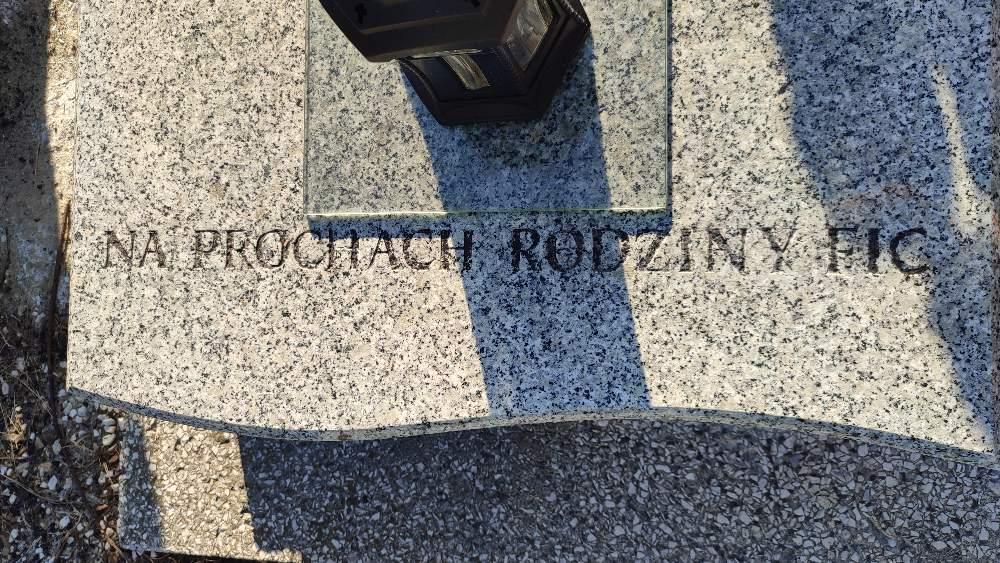 NA PROCHACH RODZINY FIC